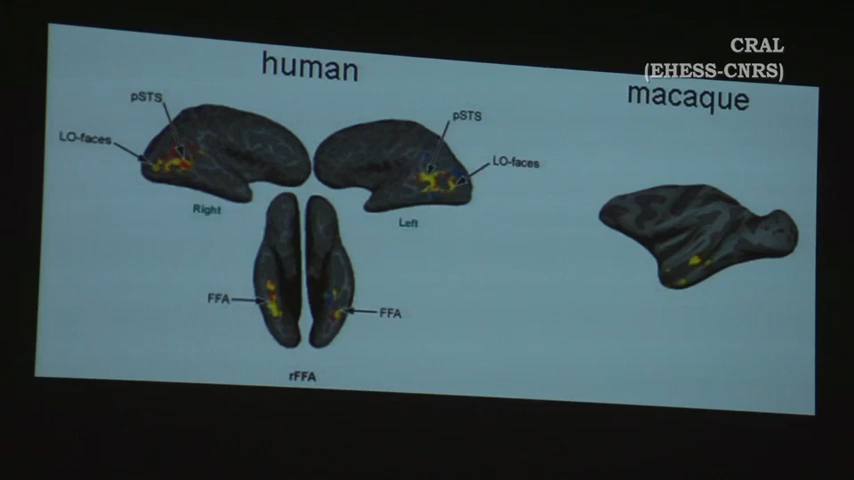 CRAL
(EHESS-CNRS)
human
macaque
pSTS
LO-faces
pSTS
LO-faces
Right
Left
FFA
FFA
rFFA